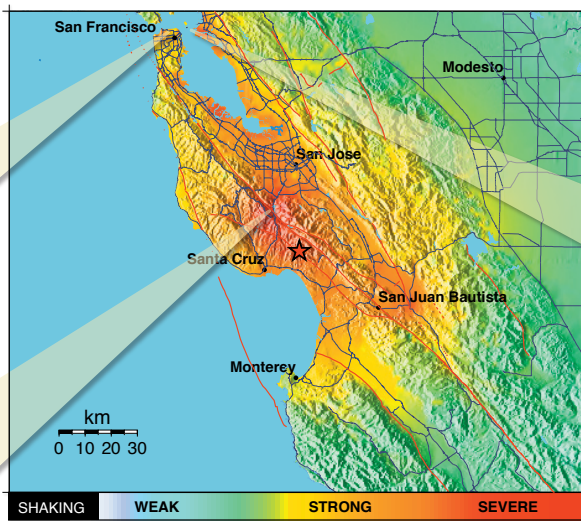 San Francisco
Modesto
San Jose
Santa Cruz
San Juan Bautista
Monterey
km
0 10 20 30
SHAKING WEAK STRONG SEVERE